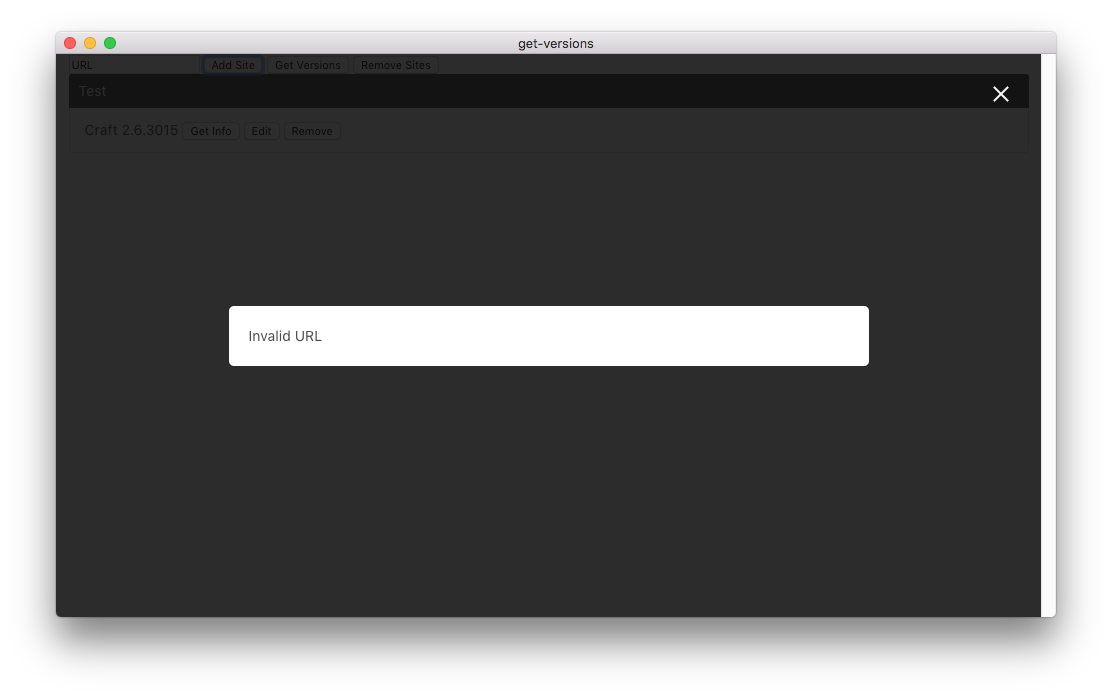 get-versions
URL Add Site Get Versions Remove Sites
Test
Craft 2.6.3015 Get Info Edit Remove
Invalid URL